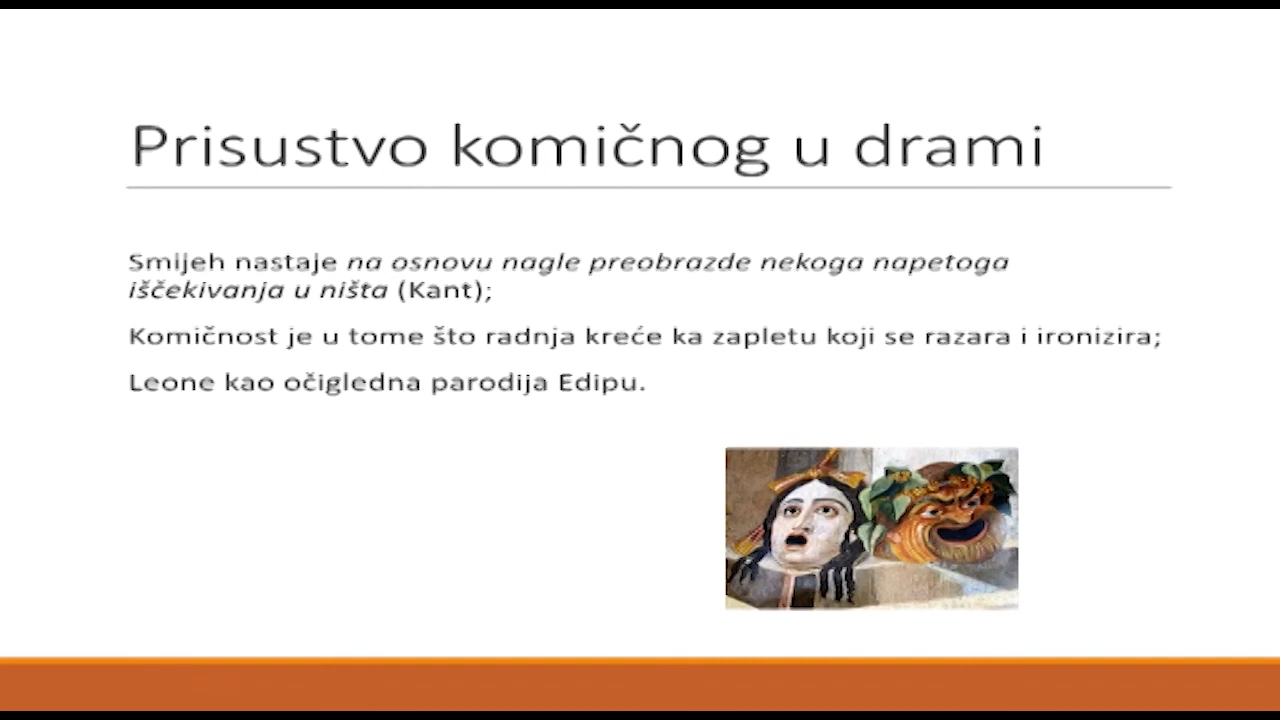 Prisustvo komičnog u drami
Smijeh nastaje na osnovu nagle preobrazde nekoga napetoga
iščekivanja u ništa (Kant);
Komičnost je u tome što radnja kreće ka zapletu koji se razara i ironizira;
Leone kao očigledna parodija Edipu.